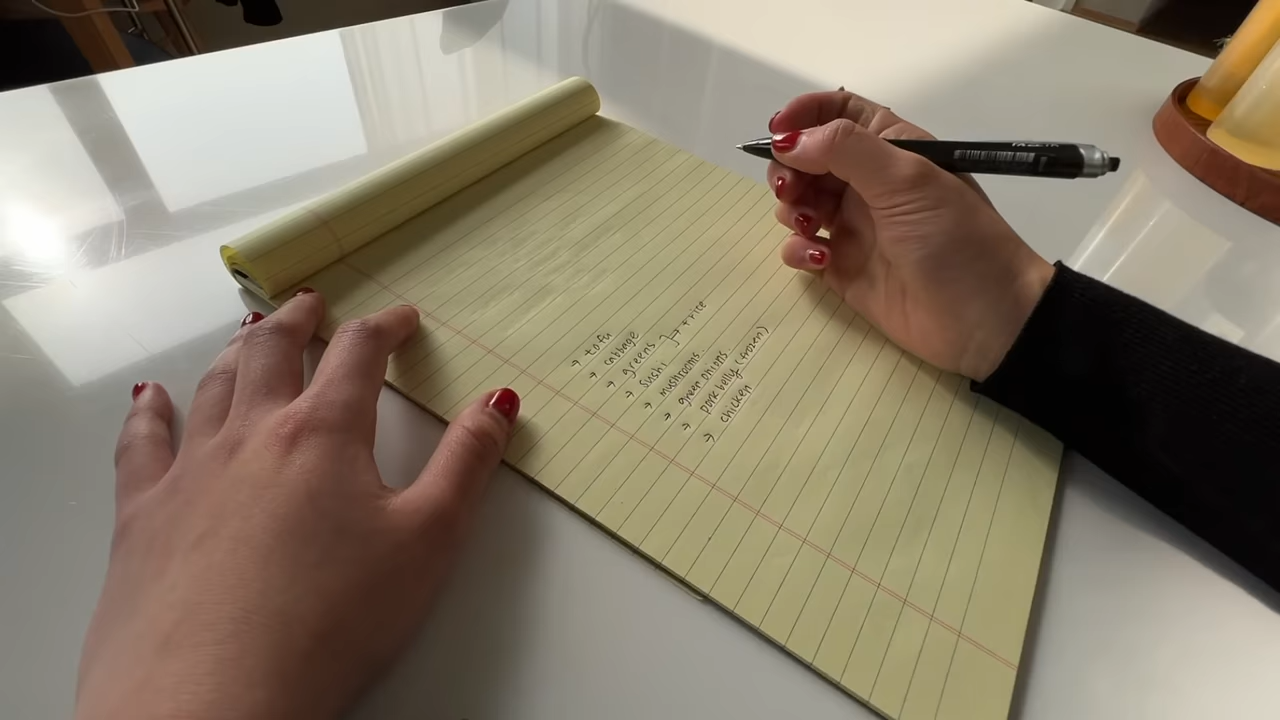 → tofu
→ cabbage
→ greens } → + rice
→ sushi
→ mushrooms.
→ green onions.
→ pork belly (frozen)
→ chicken